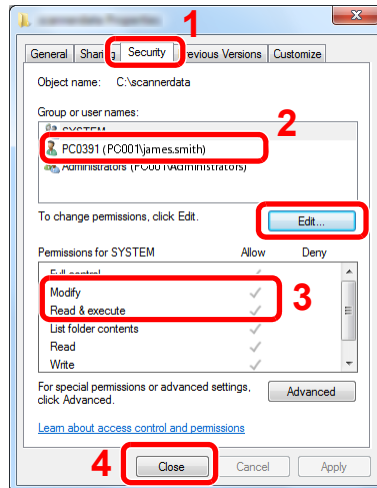 scannerdata Properties
1
General Sharing Security Previous Versions Customize
Object name: C:\scannerdata
Group or user names:
2
SYSTEM
PC0391 (PC001\james.smith)
Administrators (PC001\Administrators)
To change permissions, click Edit.
Edit...
Permissions for SYSTEM Allow Deny
Full control
Modify
3
Read & execute
List folder contents
Read
Write
For special permissions or advanced settings,
click Advanced.
Advanced
Learn about access control and permissions
4
Close Cancel Apply